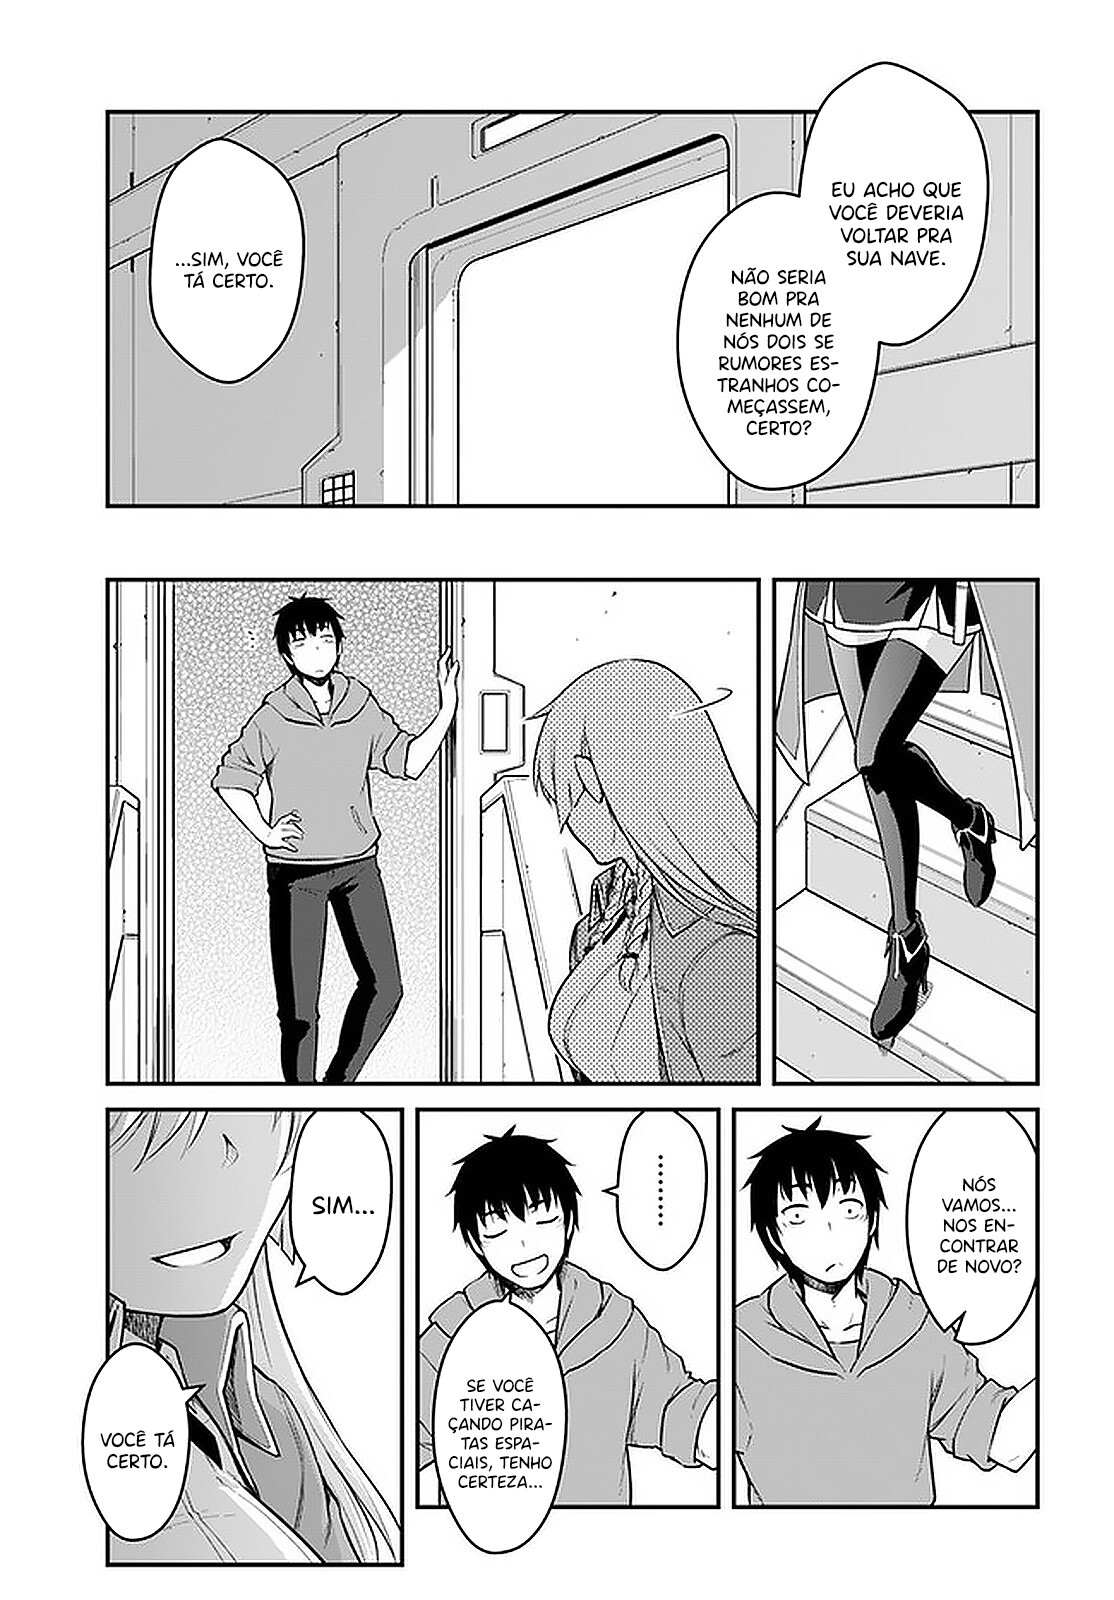 EU ACHO QUE
VOCÊ DEVERIA
VOLTAR PRA
SUA NAVE.
NÃO SERIA
BOM PRA
NENHUM DE
NÓS DOIS SE
RUMORES ES-
TRANHOS CO-
MEÇASSEM,
CERTO?
...SIM, VOCÊ
TÁ CERTO.
NÓS
VAMOS...
NOS EN-
CONTRAR
DE NOVO?
........
SE VOCÊ
TIVER CA-
ÇANDO PIRA-
TAS ESPA-
CIAIS, TENHO
CERTEZA...
SIM...
VOCÊ TÁ
CERTO.